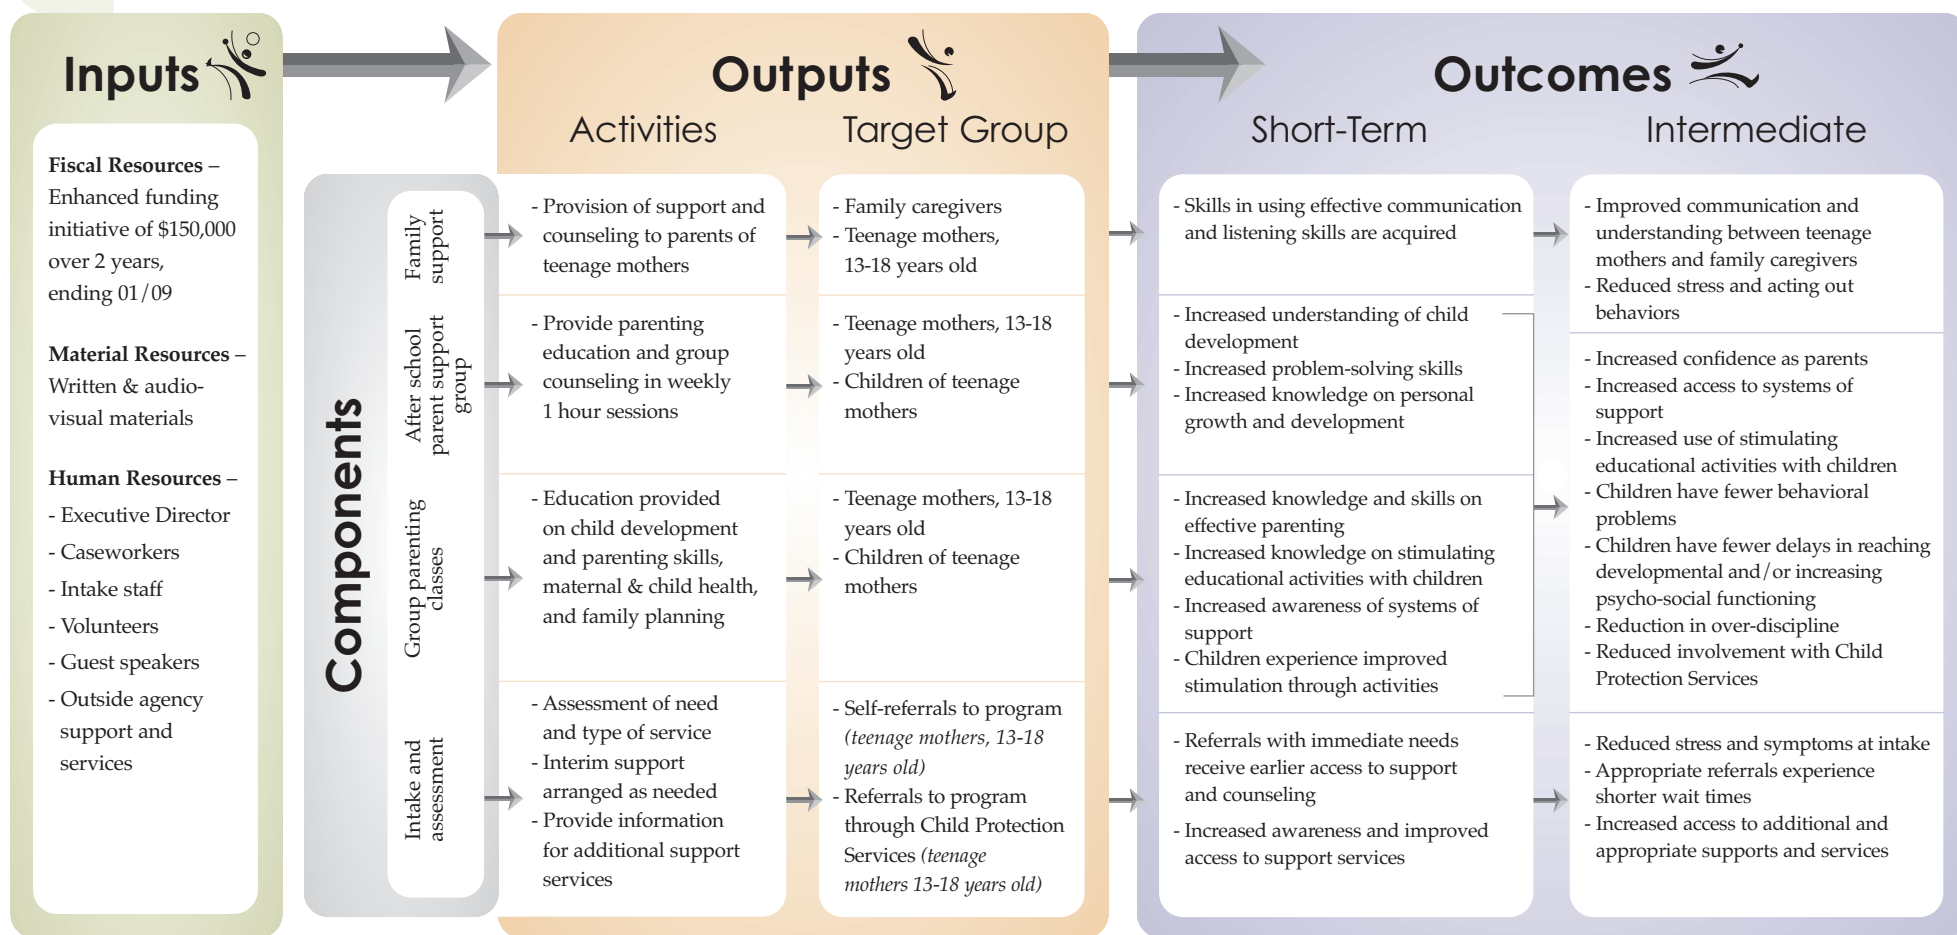 Inputs
Fiscal Resources –
Enhanced funding
initiative of $150,000
over 2 years,
ending 01/09
Material Resources –
Written & audio-
visual materials
Human Resources –
- Executive Director
- Caseworkers
- Intake staff
- Volunteers
- Guest speakers
- Outside agency
support and
services
Components
Family
support
After school
parent support
group
Group parenting
classes
Intake and
assessment
Outputs
Activities
- Provision of support and
counseling to parents of
teenage mothers
- Provide parenting
education and group
counseling in weekly
1 hour sessions
- Education provided
on child development
and parenting skills,
maternal & child health,
and family planning
- Assessment of need
and type of service
- Interim support
arranged as needed
- Provide information
for additional support
services
Target Group
- Family caregivers
- Teenage mothers,
13-18 years old
- Teenage mothers, 13-18
years old
- Children of teenage
mothers
- Teenage mothers, 13-18
years old
- Children of teenage
mothers
- Self-referrals to program
(teenage mothers, 13-18
years old)
- Referrals to program
through Child Protection
Services (teenage
mothers 13-18 years old)
Outcomes
Short-Term
- Skills in using effective communication
and listening skills are acquired
- Increased understanding of child
development
- Increased problem-solving skills
- Increased knowledge on personal
growth and development
- Increased knowledge and skills on
effective parenting
- Increased knowledge on stimulating
educational activities with children
- Increased awareness of systems of
support
- Children experience improved
stimulation through activities
- Referrals with immediate needs
receive earlier access to support
and counseling
- Increased awareness and improved
access to support services
Intermediate
- Improved communication and
understanding between teenage
mothers and family caregivers
- Reduced stress and acting out
behaviors
- Increased confidence as parents
- Increased access to systems of
support
- Increased use of stimulating
educational activities with children
- Children have fewer behavioral
problems
- Children have fewer delays in reaching
developmental and/or increasing
psycho-social functioning
- Reduction in over-discipline
- Reduced involvement with Child
Protection Services
- Reduced stress and symptoms at intake
- Appropriate referrals experience
shorter wait times
- Increased access to additional and
appropriate supports and services